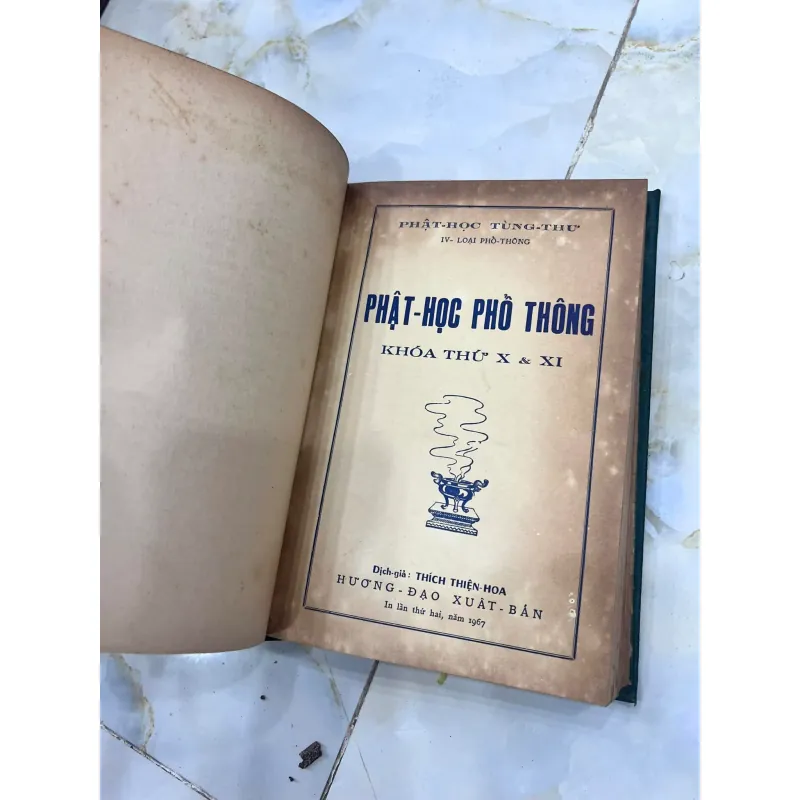 PHẬT-HỌC TÙNG-THƯ
IV- LOẠI PHỔ-THÔNG
PHẬT-HỌC PHỔ THÔNG
KHÓA THỨ X & XI
Dịch-giả: THÍCH THIỆN-HOA
HƯƠNG-ĐẠO XUẤT-BẢN
In lần thứ hai, năm 1967